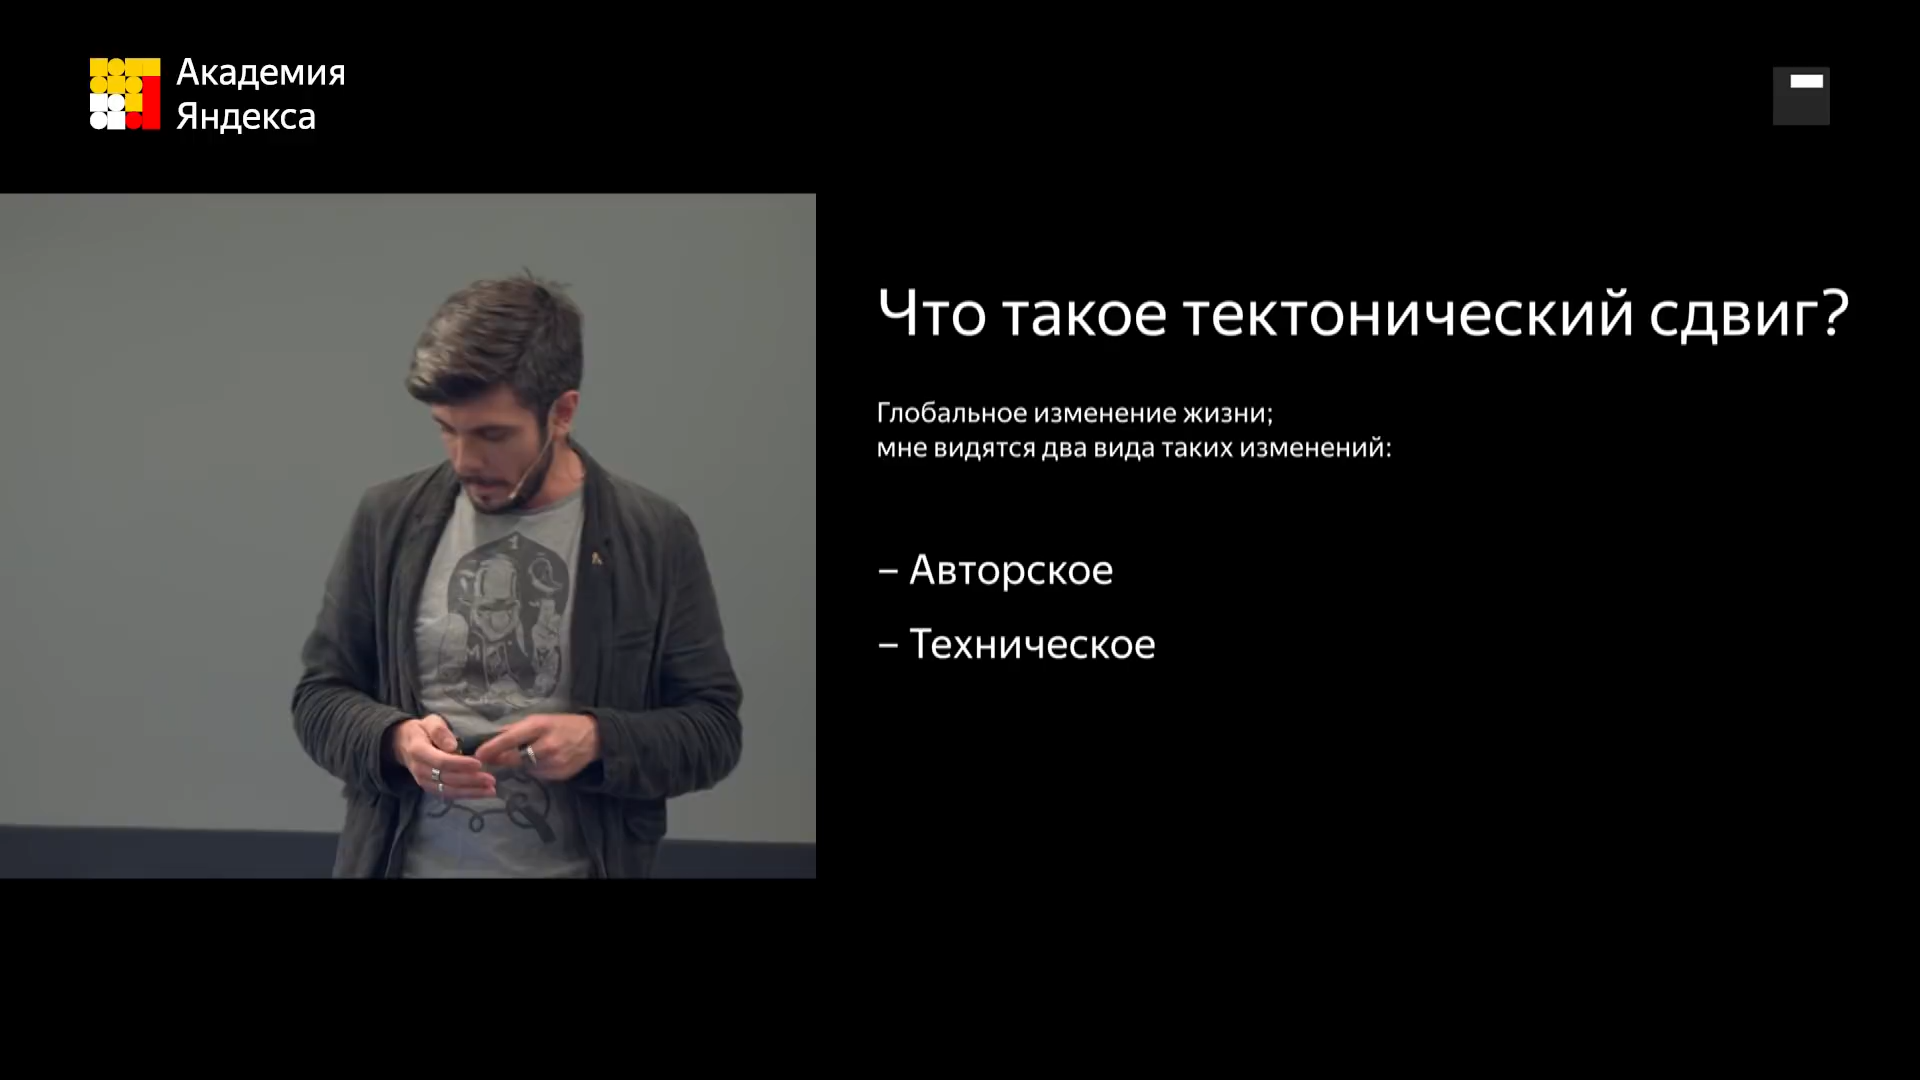 Академия
Яндекса
Что такое тектонический сдвиг?
Глобальное изменение жизни;
мне видятся два вида таких изменений:
– Авторское
– Техническое